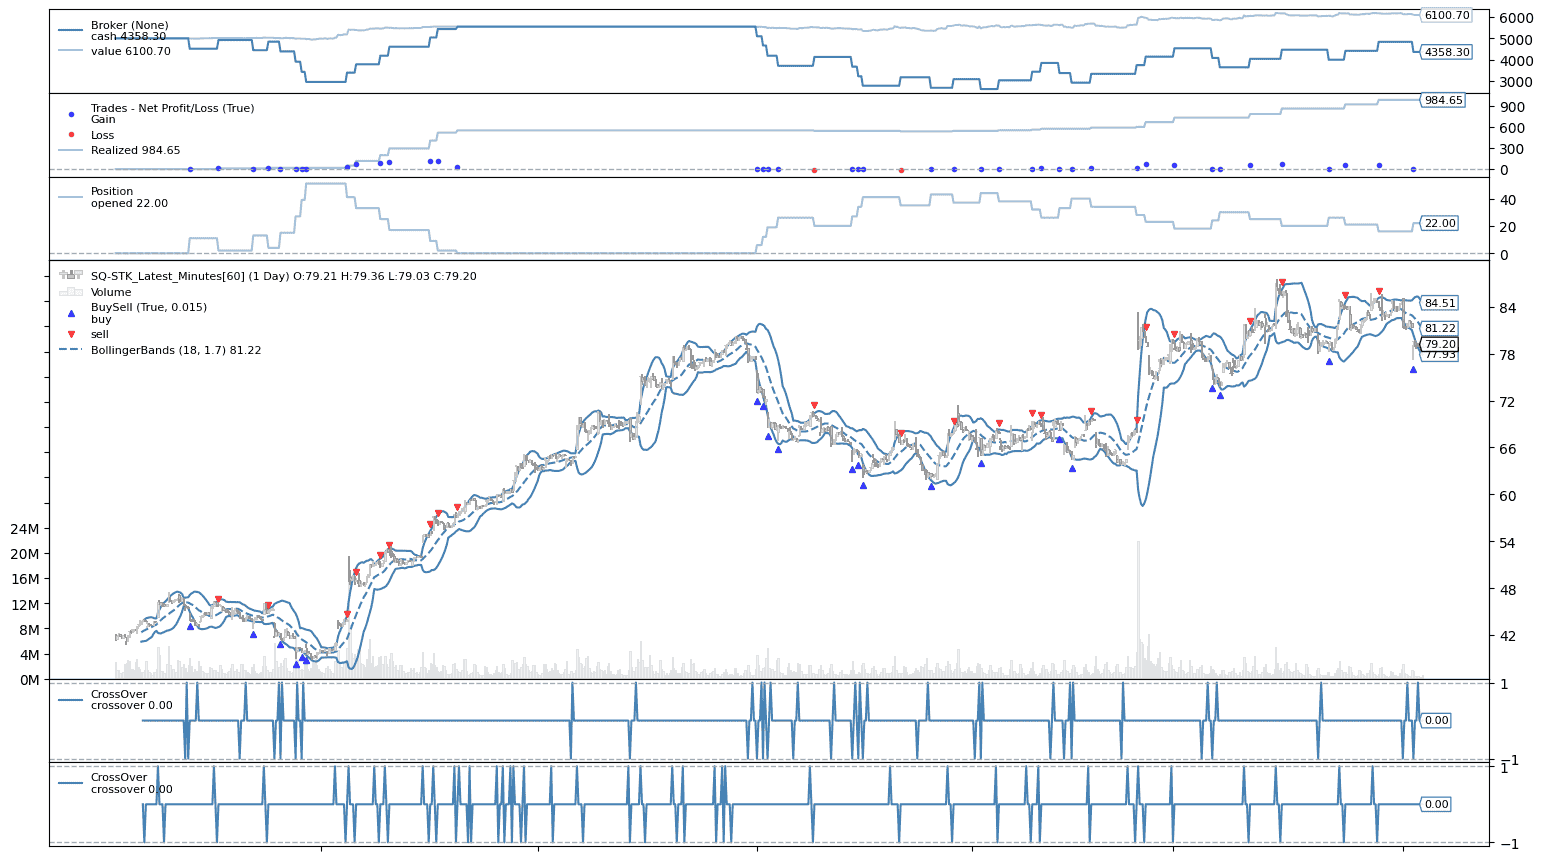 Broker (None)
cash 4358.30
value 6100.70
6100.70
4358.30
6000
5000
4000
3000
Trades - Net Profit/Loss (True)
Gain
Loss
Realized 984.65
984.65
900
600
300
0
Position
opened 22.00
22.00
40
20
0
SQ-STK_Latest_Minutes[60] (1 Day) O:79.21 H:79.36 L:79.03 C:79.20
Volume
BuySell (True, 0.015)
buy
sell
BollingerBands (18, 1.7) 81.22
84.51
81.22
79.20
77.93
84
78
72
66
60
54
48
42
24M
20M
16M
12M
8M
4M
0M
CrossOver
crossover 0.00
0.00
1
−1
CrossOver
crossover 0.00
0.00
1
−1